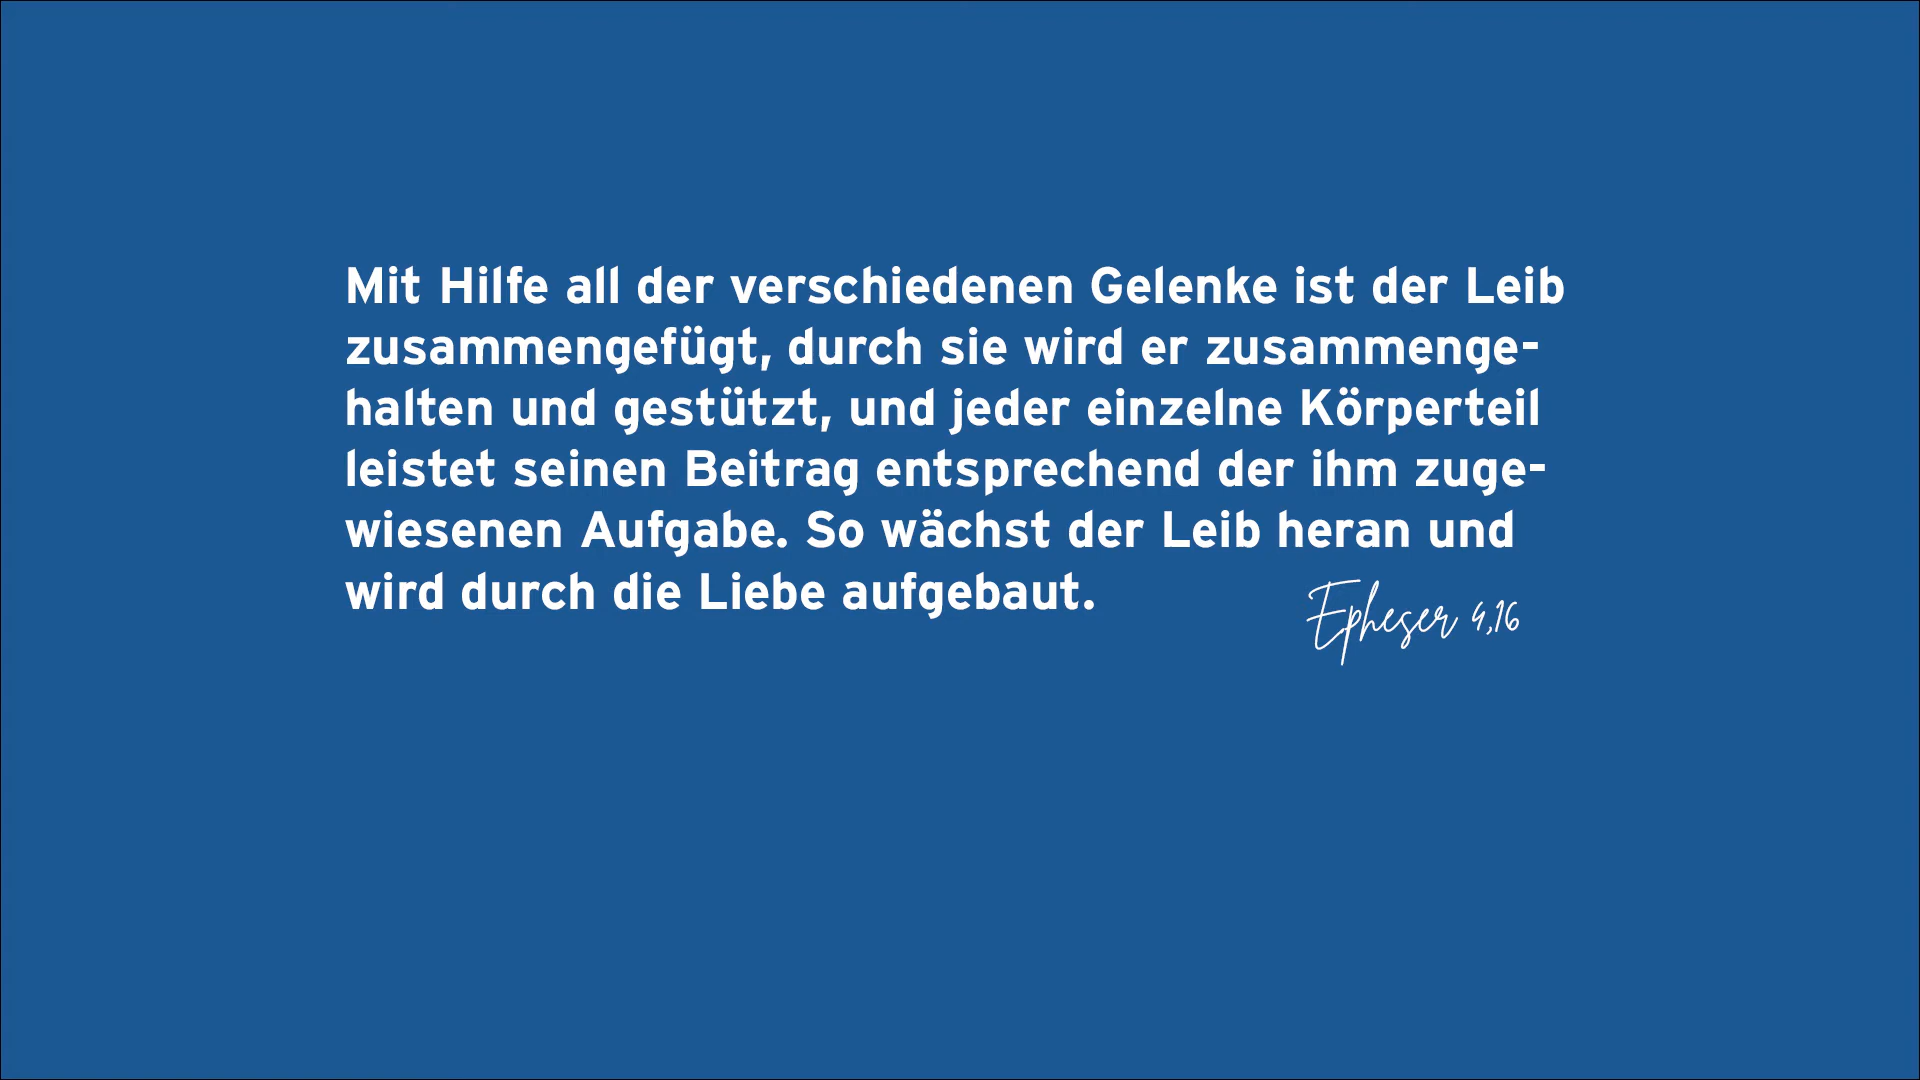 Mit Hilfe all der verschiedenen Gelenke ist der Leib
zusammengefügt, durch sie wird er zusammenge-
halten und gestützt, und jeder einzelne Körperteil
leistet seinen Beitrag entsprechend der ihm zuge-
wiesenen Aufgabe. So wächst der Leib heran und
wird durch die Liebe aufgebaut.
Epheser 4,16